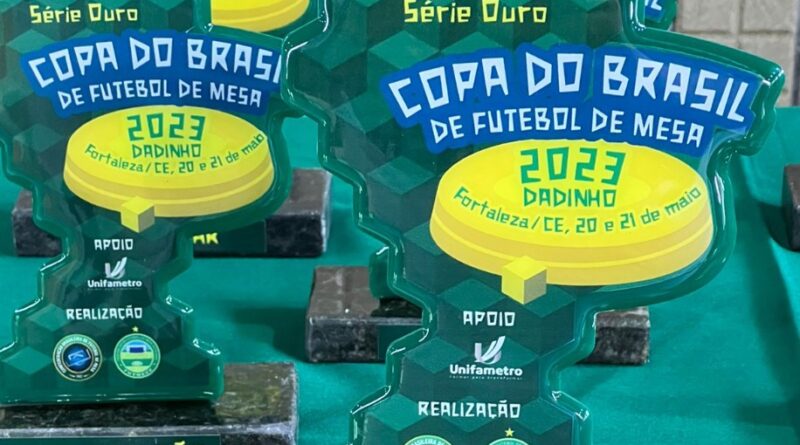 Série Ouro
COPA DO BRASIL
DE FUTEBOL DE MESA
2023
DADINHO
Fortaleza/CE, 20 e 21 de maio
APOIO
Unifametro
REALIZAÇÃO
Série Ouro
COPA DO BRASIL
DE FUTEBOL DE MESA
2023
DADINHO
Fortaleza/CE, 20 e 21 de maio
APOIO
Unifametro
REALIZAÇÃO